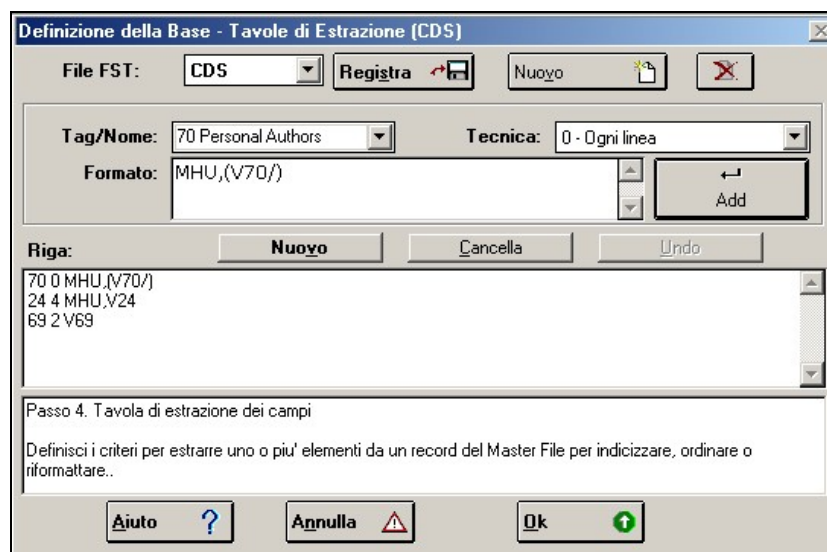 Definizione della Base - Tavole di Estrazione (CDS)
File FST: CDS Registra Nuovo
Tag/Nome: 70 Personal Authors Tecnica: 0 - Ogni linea
Formato: MHU,(V70/) Add
Riga: Nuovo Cancella Undo
70 0 MHU,(V70/)
24 4 MHU,V24
69 2 V69
Passo 4. Tavola di estrazione dei campi
Definisci i criteri per estrarre uno o piu' elementi da un record del Master File per indicizzare, ordinare o
riformattare..
Aiuto ? Annulla Ok